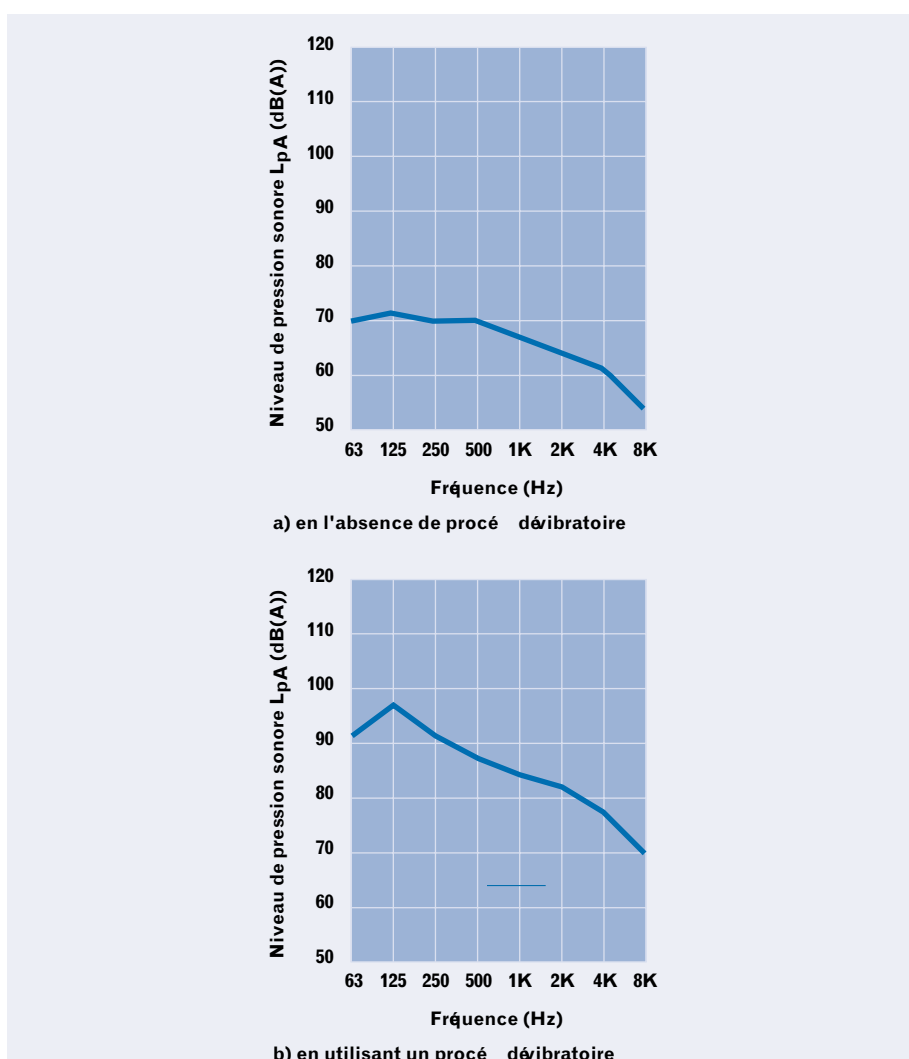 120
110
100
90
80
70
60
50
Niveau de pression sonore LpA (dB(A))
63 125 250 500 1K 2K 4K 8K
Fréquence (Hz)
a) en l'absence de procédé vibratoire
120
110
100
90
80
70
60
50
Niveau de pression sonore LpA (dB(A))
63 125 250 500 1K 2K 4K 8K
Fréquence (Hz)
b) en utilisant un procédé vibratoire